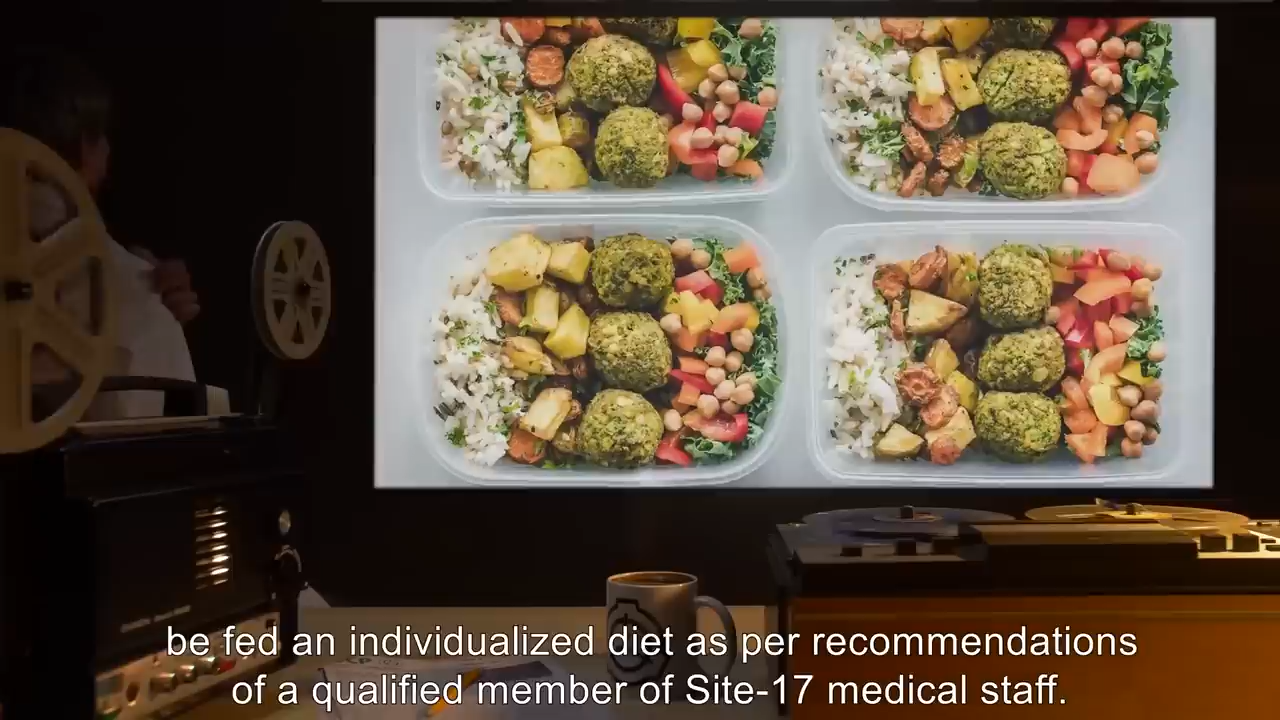 be fed an individualized diet as per recommendations
of a qualified member of Site-17 medical staff.